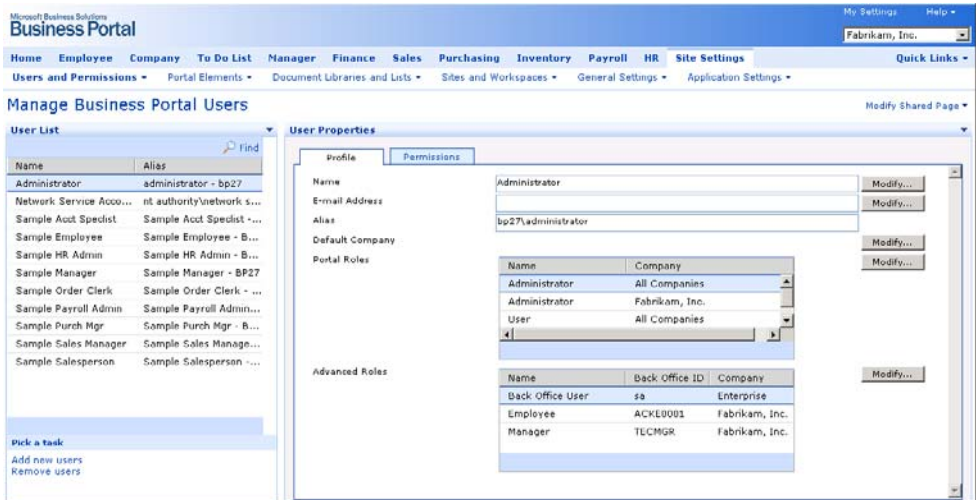 Microsoft Business Solutions
Business Portal
My Settings Help
Fabrikam, Inc.
Home Employee Company To Do List Manager Finance Sales Purchasing Inventory Payroll HR Site Settings Quick Links
Users and Permissions Portal Elements Document Libraries and Lists Sites and Workspaces General Settings Application Settings
Manage Business Portal Users
Modify Shared Page
User List
Find
Name Alias
Administrator administrator - bp27
Network Service Acco... nt authority\network s...
Sample Acct Speclist Sample Acct Speclist -...
Sample Employee Sample Employee - B...
Sample HR Admin Sample HR Admin - B...
Sample Manager Sample Manager - BP27
Sample Order Clerk Sample Order Clerk - ...
Sample Payroll Admin Sample Payroll Admin...
Sample Purch Mgr Sample Purch Mgr - B...
Sample Sales Manager Sample Sales Manage...
Sample Salesperson Sample Salesperson -...
Pick a task
Add new users
Remove users
User Properties
Profile Permissions
Name Administrator Modify...
E-mail Address Modify...
Alias bp27\administrator
Default Company Modify...
Portal Roles Modify...
Name Company
Administrator All Companies
Administrator Fabrikam, Inc.
User All Companies
Advanced Roles Modify...
Name Back Office ID Company
Back Office User sa Enterprise
Employee ACKE0001 Fabrikam, Inc.
Manager TECMGR Fabrikam, Inc.